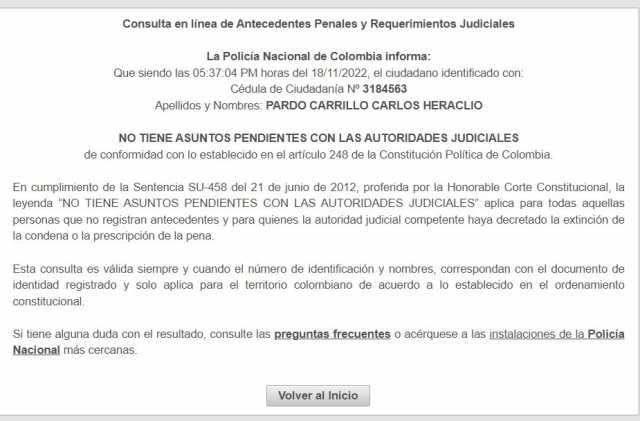 Consulta en línea de Antecedentes Penales y Requerimientos Judiciales
La Policía Nacional de Colombia informa:
Que siendo las 05:37:04 PM horas del 18/11/2022, el ciudadano identificado con:
Cédula de Ciudadanía Nº 3184563
Apellidos y Nombres: PARDO CARRILLO CARLOS HERACLIO
NO TIENE ASUNTOS PENDIENTES CON LAS AUTORIDADES JUDICIALES
de conformidad con lo establecido en el artículo 248 de la Constitución Política de Colombia.
En cumplimiento de la Sentencia SU-458 del 21 de junio de 2012, proferida por la Honorable Corte Constitucional, la
leyenda "NO TIENE ASUNTOS PENDIENTES CON LAS AUTORIDADES JUDICIALES" aplica para todas aquellas
personas que no registran antecedentes y para quienes la autoridad judicial competente haya decretado la extinción de
la condena o la prescripción de la pena.
Esta consulta es válida siempre y cuando el número de identificación y nombres, correspondan con el documento de
identidad registrado y solo aplica para el territorio colombiano de acuerdo a lo establecido en el ordenamiento
constitucional.
Si tiene alguna duda con el resultado, consulte las preguntas frecuentes o acérquese a las instalaciones de la Policía
Nacional más cercanas.
Volver al Inicio